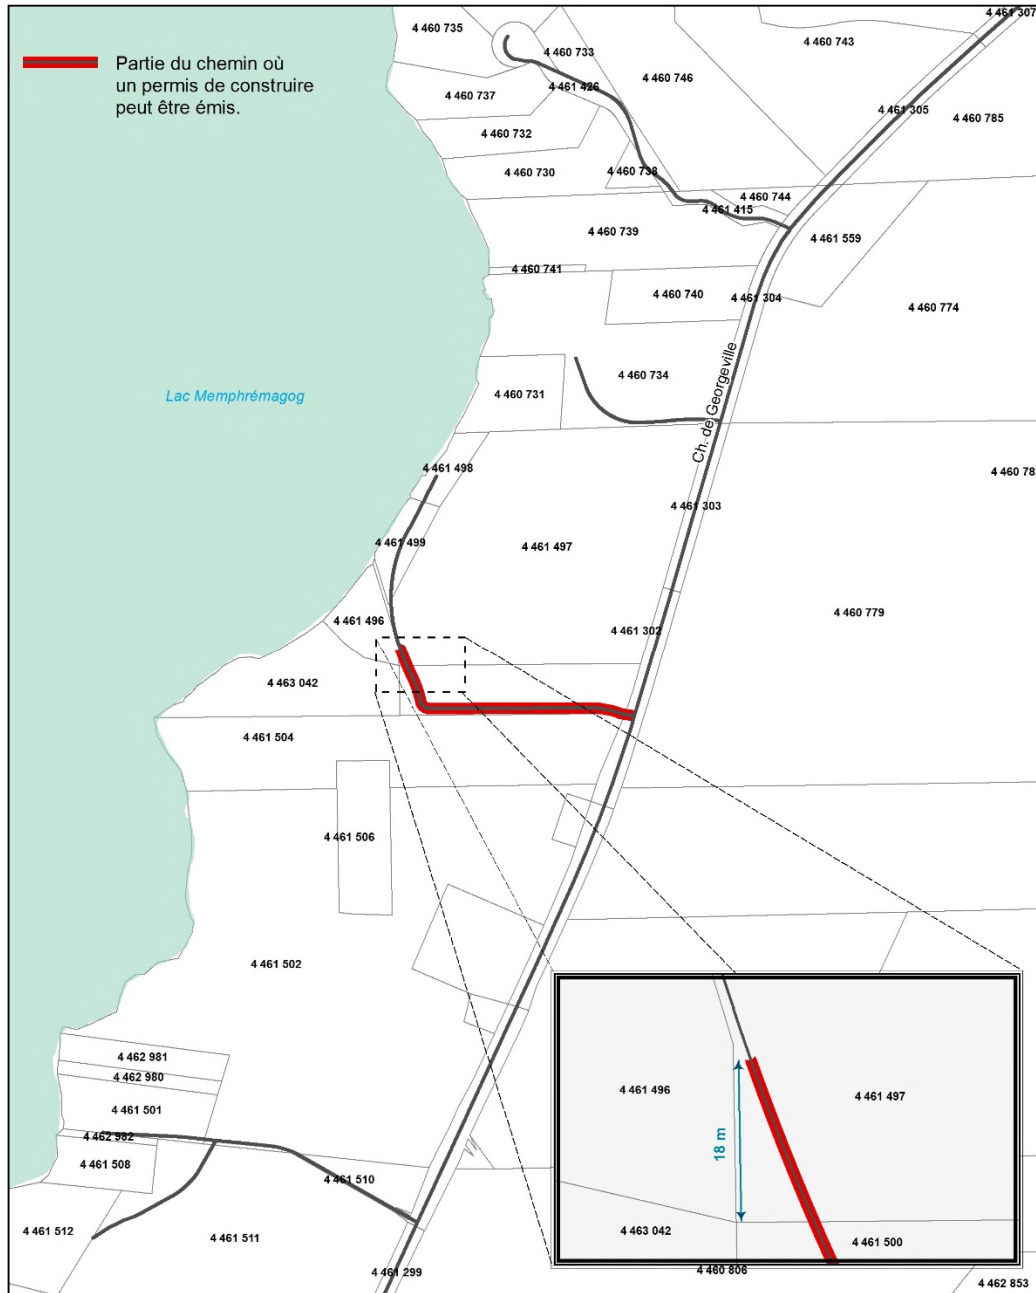 4 461 307
4 460 735
4 460 733
4 460 743
Partie du chemin où
un permis de construire
peut être émis.
4 460 746
4 461 426
4 460 737
4 461 305
4 460 785
4 460 732
4 460 730
4 460 738
4 460 744
4 461 415
4 460 739
4 461 559
4 460 741
4 460 740
4 461 304
4 460 774
Ch. de Georgeville
4 460 734
Lac Memphrémagog
4 460 731
4 461 498
4 460 78
4 461 303
4 461 499
4 461 497
4 460 779
4 461 496
4 461 302
4 463 042
4 461 504
4 461 506
4 461 502
4 462 981
4 462 980
4 461 501
4 462 982
4 461 508
4 461 510
4 461 512
4 461 511
4 461 299
4 461 496
4 461 497
18 m
4 463 042
4 461 500
4 460 806
4 462 853